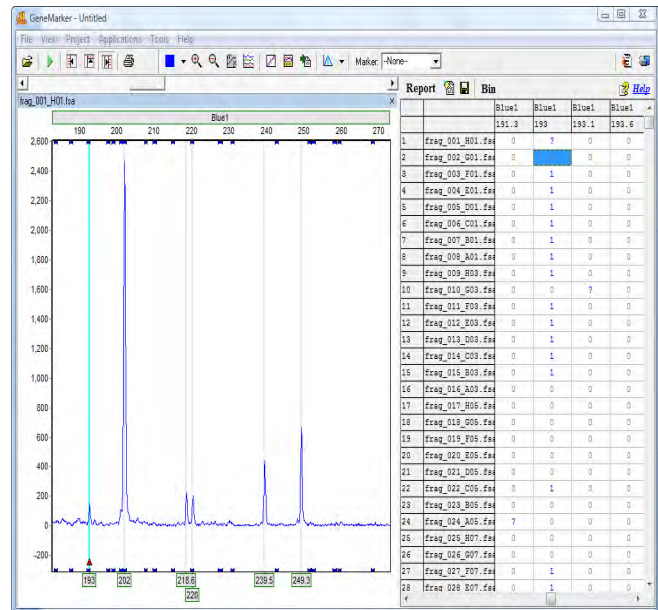 GeneMarker - Untitled
File View Project Applications Tools Help
Marker: -None-
Report Bin Help
frag_001_H01.fsa x
Blue1
190 200 210 220 230 240 250 260 270
2,600
2,400
2,200
2,000
1,800
1,600
1,400
1,200
1,000
800
600
400
200
0
-200
193 202 218.6 239.5 249.3
220
Blue1 Blue1 Blue1 Blue1
191.3 193 193.1 193.6
1 frag_001_H01.fsa 0 ? 0 0
2 frag_002_G01.fsa 0 0 0
3 frag_003_F01.fsa 0 1 0 0
4 frag_004_E01.fsa 0 1 0 0
5 frag_005_D01.fsa 0 1 0 0
6 frag_006_C01.fsa 0 1 0 0
7 frag_007_B01.fsa 0 1 0 0
8 frag_008_A01.fsa 0 1 0 0
9 frag_009_H03.fsa 0 1 0 0
10 frag_010_G03.fsa 0 0 ? 0
11 frag_011_F03.fsa 0 1 0 0
12 frag_012_E03.fsa 0 1 0 0
13 frag_013_D03.fsa 0 1 0 0
14 frag_014_C03.fsa 0 1 0 0
15 frag_015_B03.fsa 0 1 0 0
16 frag_016_A03.fsa 0 0 0 0
17 frag_017_H05.fsa 0 0 0 0
18 frag_018_G05.fsa 0 0 0 0
19 frag_019_F05.fsa 0 0 0 0
20 frag_020_E05.fsa 0 0 0 0
21 frag_021_D05.fsa 0 0 0 0
22 frag_022_C05.fsa 0 1 0 0
23 frag_023_B05.fsa 0 0 0 0
24 frag_024_A05.fsa ? 0 0 0
25 frag_025_H07.fsa 0 0 0 0
26 frag_026_G07.fsa 0 0 0 0
27 frag_027_F07.fsa 0 1 0 0
28 frag_028_E07.fsa 0 1 0 0